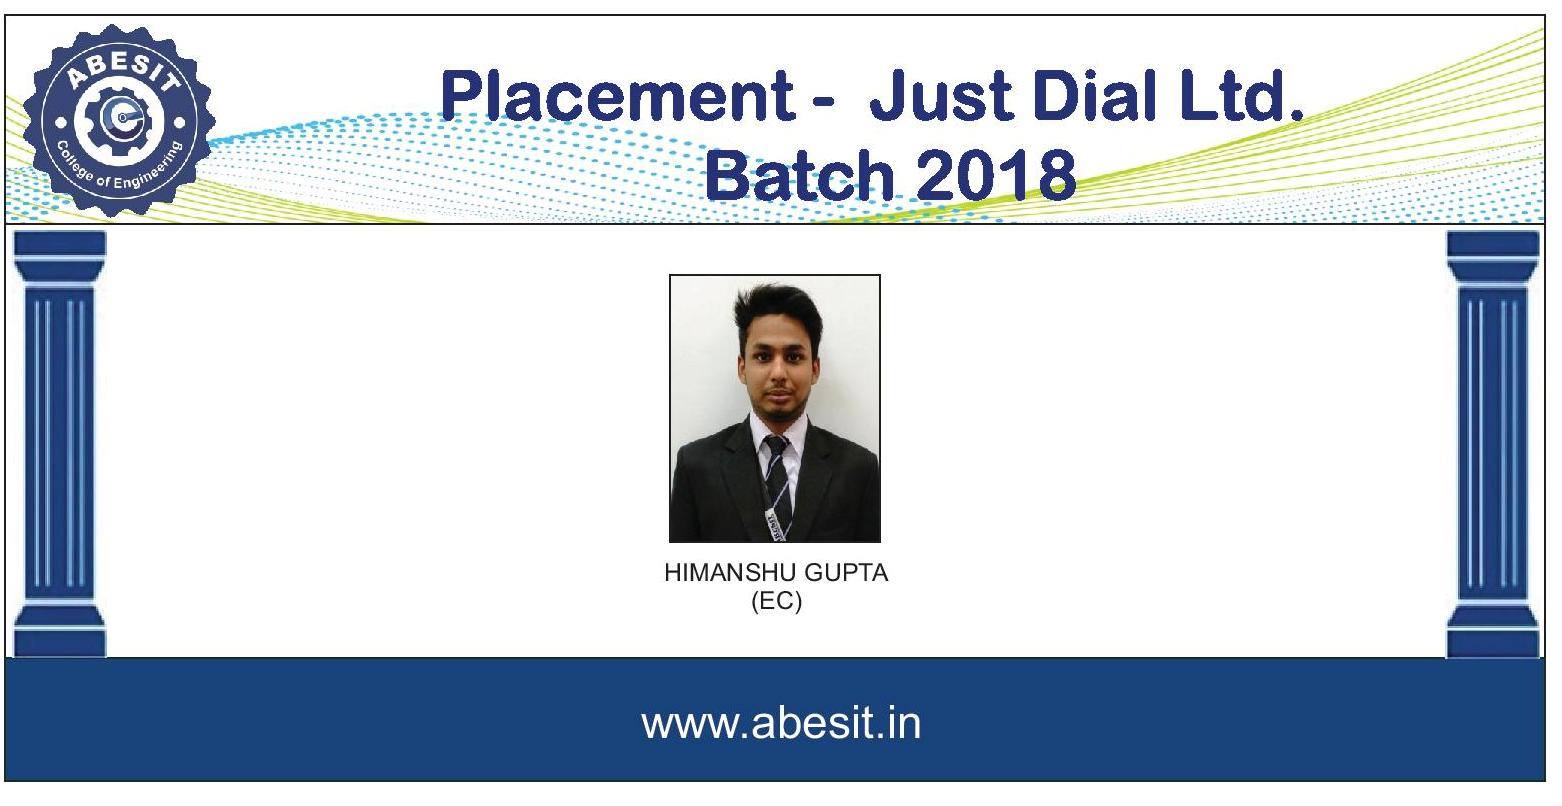 ABESIT
College of Engineering
Placement - Just Dial Ltd.
Batch 2018
HIMANSHU GUPTA
(EC)
www.abesit.in